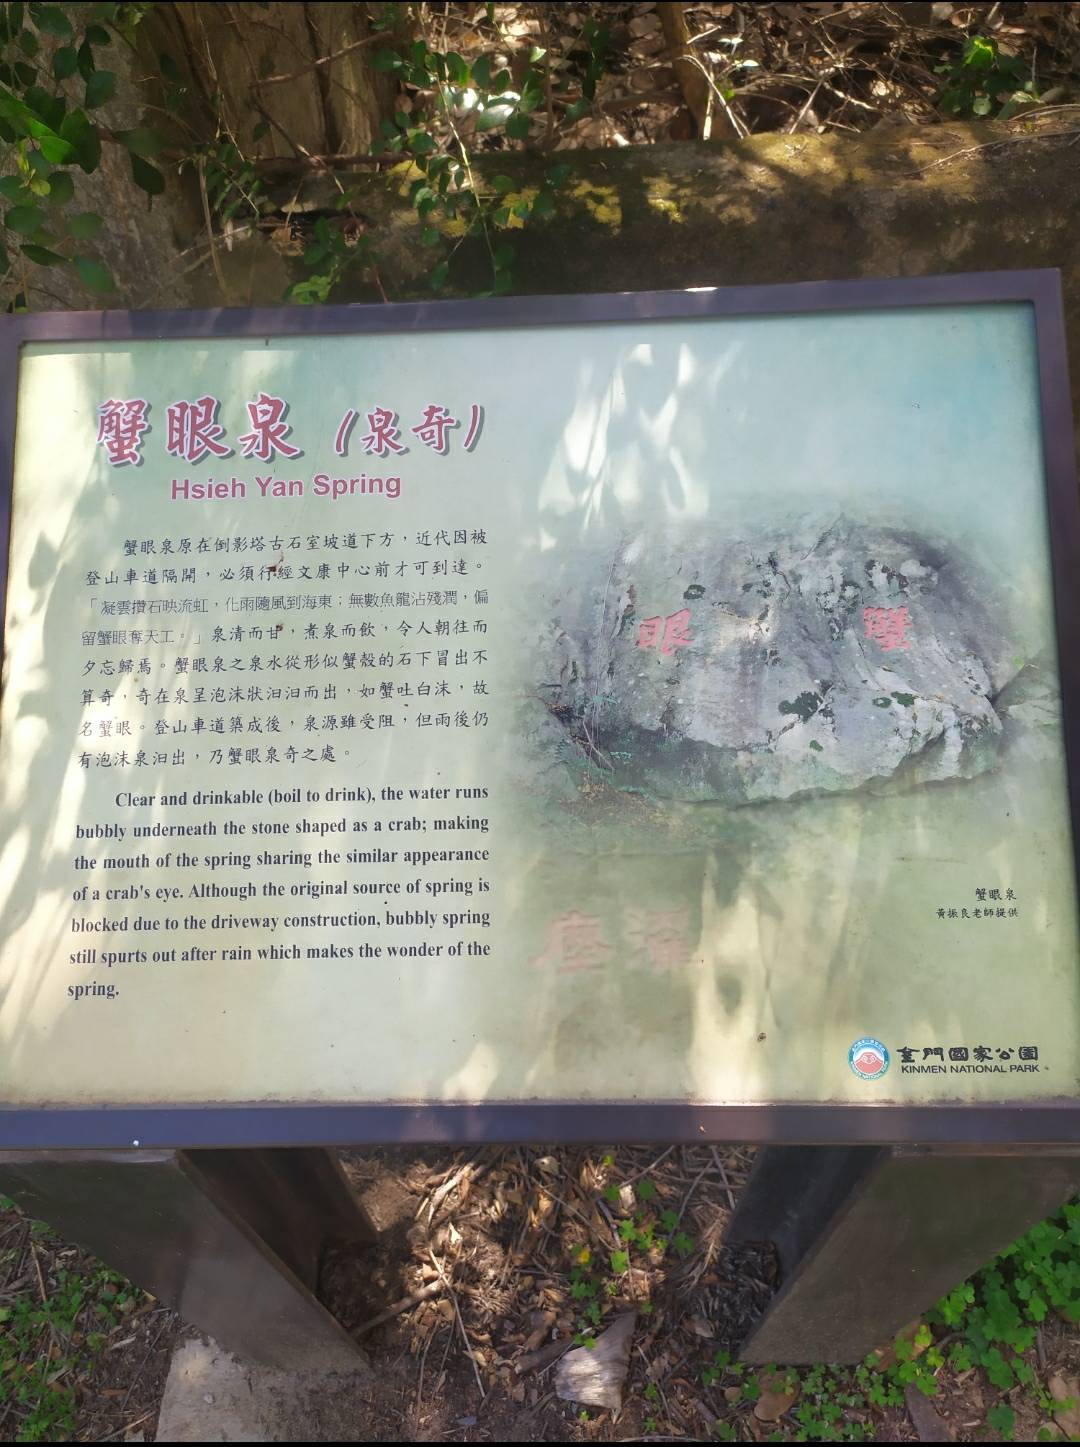 蟹眼泉（泉奇）
Hsieh Yan Spring
蟹眼泉原在倒影塔古石室坡道下方，近代因被
登山車道隔開，必須行經文康中心前才可到達。
「凝雲攢石映流虹，化雨隨風到海東；無數魚龍沾殘潤，偏
留蟹眼奪天工。」泉清而甘，煮泉而飲，令人朝往而
夕忘歸焉。蟹眼泉之泉水從形似蟹殼的石下冒出不
算奇，奇在泉呈泡沫狀汩汩而出，如蟹吐白沫，故
名蟹眼。登山車道築成後，泉源雖受阻，但雨後仍
有泡沫泉汩出，乃蟹眼泉奇之處。
Clear and drinkable (boil to drink), the water runs
bubbly underneath the stone shaped as a crab; making
the mouth of the spring sharing the similar appearance
of a crab's eye. Although the original source of spring is
blocked due to the driveway construction, bubbly spring
still spurts out after rain which makes the wonder of the
spring.
眼 蟹
蟹眼泉
黃振良老師提供
金門國家公園
KINMEN NATIONAL PARK